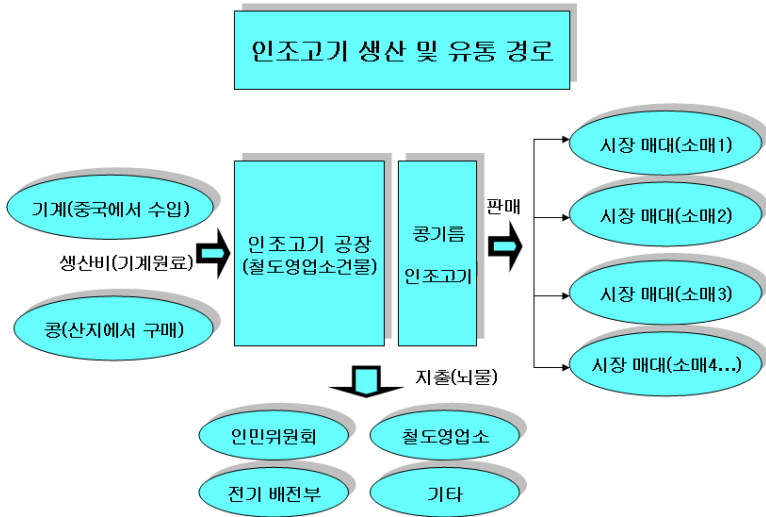 인조고기 생산 및 유통 경로
기계(중국에서 수입)
생산비(기계원료)
콩(산지에서 구매)
인조고기 공장
(철도영업소건물)
콩기름
인조고기
판매
시장 매대(소매1)
시장 매대(소매2)
시장 매대(소매3)
시장 매대(소매4...)
지출(뇌물)
인민위원회
철도영업소
전기 배전부
기타